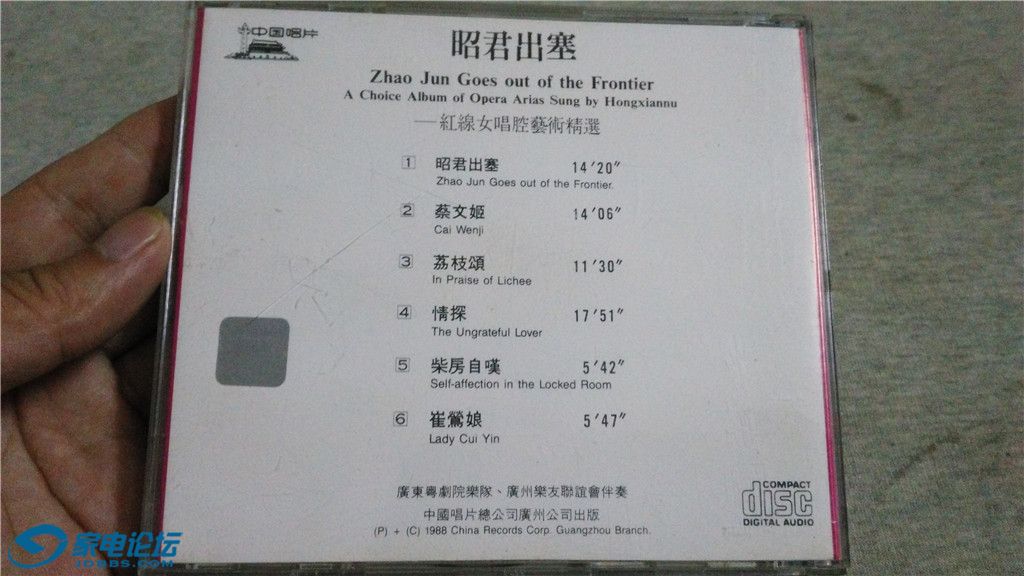 中国唱片
昭君出塞
Zhao Jun Goes out of the Frontier
A Choice Album of Opera Arias Sung by Hongxiannu
—紅線女唱腔藝術精選
1 昭君出塞 14′20″
Zhao Jun Goes out of the Frontier.
2 蔡文姬 14′06″
Cai Wenji
3 荔枝頌 11′30″
In Praise of Lichee
4 情探 17′51″
The Ungrateful Lover
5 柴房自嘆 5′42″
Self-affection in the Locked Room
6 崔鶯娘 5′47″
Lady Cui Yin
廣東粵劇院樂隊、廣州樂友聯誼會伴奏
中國唱片總公司廣州公司出版
(P) + (C) 1988 China Records Corp. Guangzhou Branch.
COMPACT
disc
DIGITAL AUDIO
家电论坛
JDBBS.COM